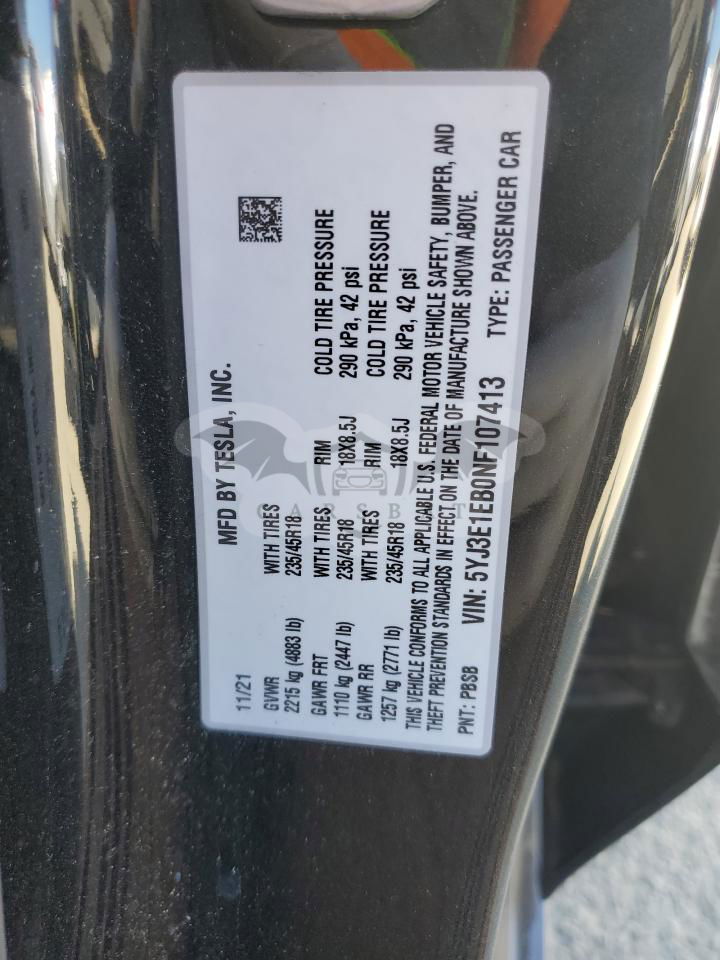 MFD BY TESLA, INC.
11/21
GVWR WITH TIRES
2215 kg (4883 lb) 235/45R18
GAWR FRT WITH TIRES RIM COLD TIRE PRESSURE
1110 kg (2447 lb) 235/45R18 18X8.5J 290 kPa, 42 psi
GAWR RR WITH TIRES RIM COLD TIRE PRESSURE
1257 kg (2771 lb) 235/45R18 18X8.5J 290 kPa, 42 psi
THIS VEHICLE CONFORMS TO ALL APPLICABLE U.S. FEDERAL MOTOR VEHICLE SAFETY, BUMPER, AND
THEFT PREVENTION STANDARDS IN EFFECT ON THE DATE OF MANUFACTURE SHOWN ABOVE.
PNT: PBSB VIN: 5YJ3E1EB0NF107413 TYPE: PASSENGER CAR